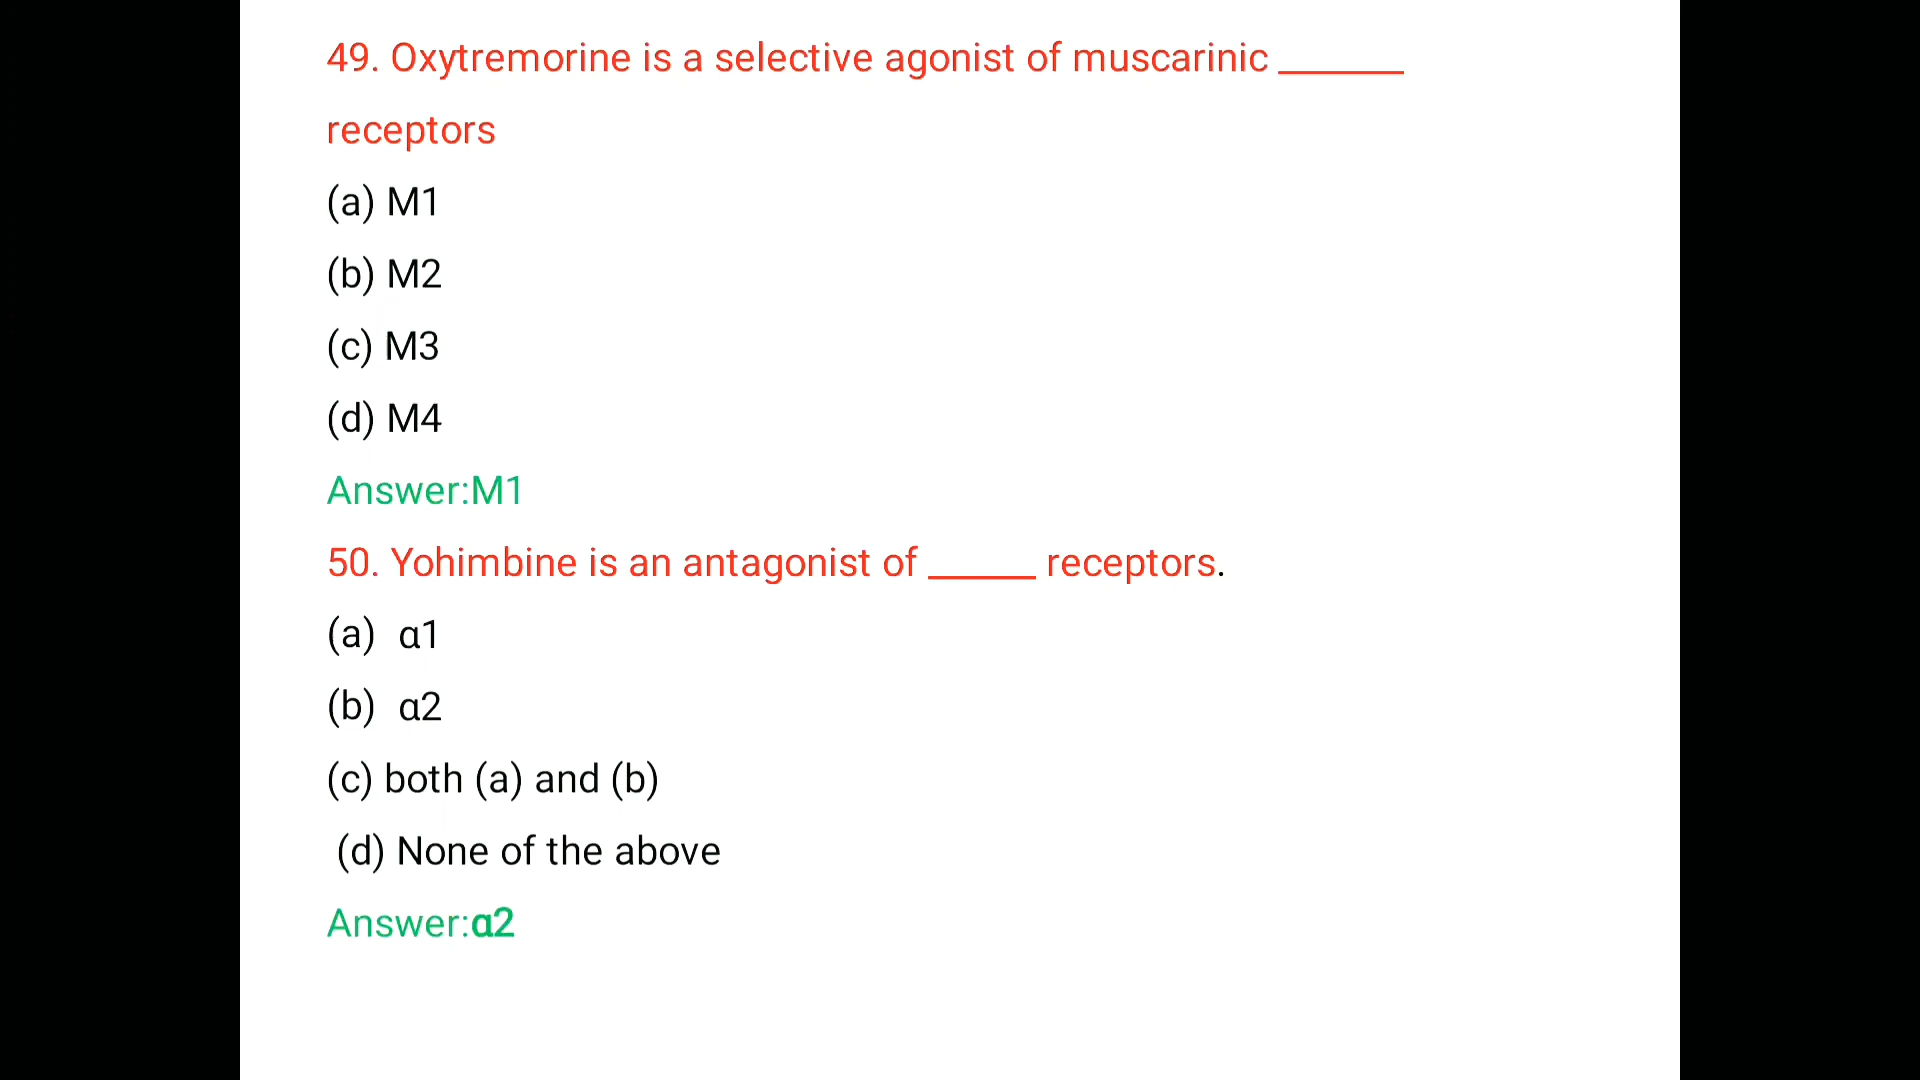 49. Oxytremorine is a selective agonist of muscarinic ______
receptors
(a) M1
(b) M2
(c) M3
(d) M4
Answer:M1
50. Yohimbine is an antagonist of _____ receptors.
(a) α1
(b) α2
(c) both (a) and (b)
(d) None of the above
Answer:α2